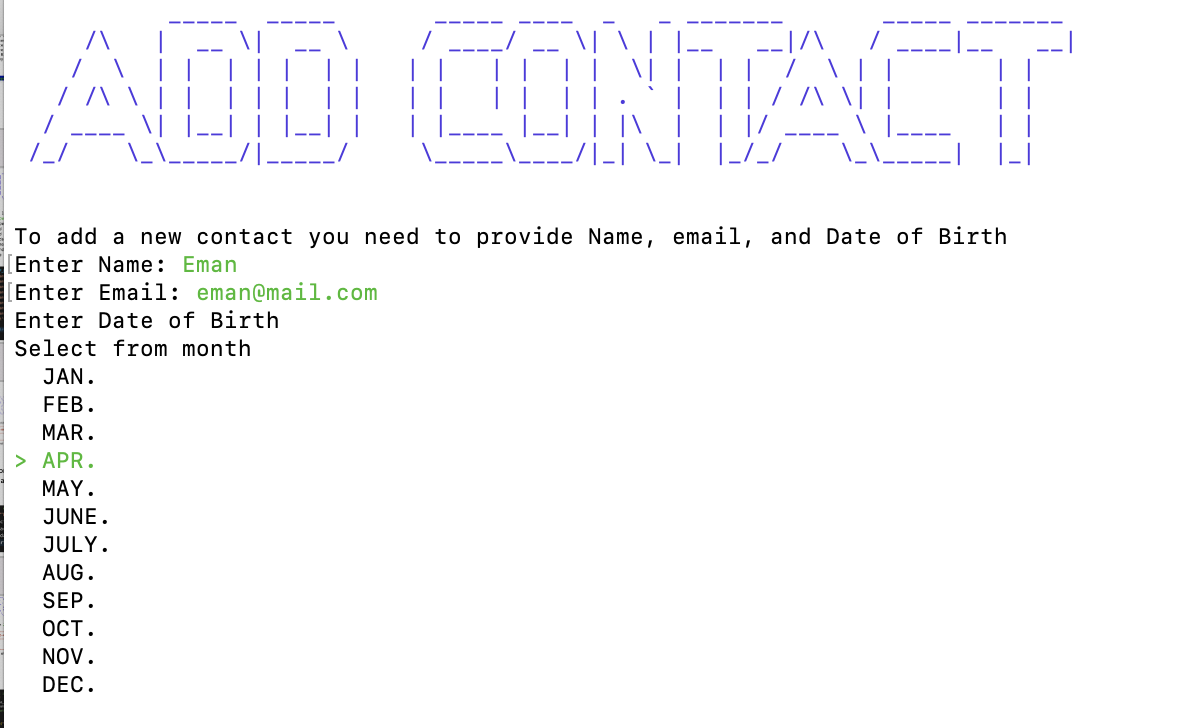 ADD CONTACT
To add a new contact you need to provide Name, email, and Date of Birth
Enter Name: Eman
Enter Email: eman@mail.com
Enter Date of Birth
Select from month
JAN.
FEB.
MAR.
> APR.
MAY.
JUNE.
JULY.
AUG.
SEP.
OCT.
NOV.
DEC.